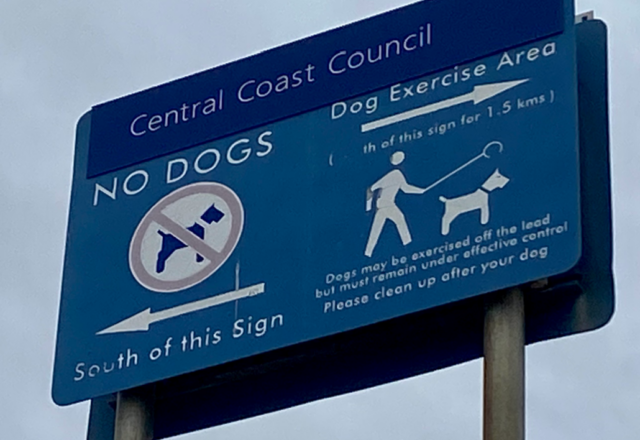 Central Coast Council
NO DOGS
South of this Sign
Dog Exercise Area
( th of this sign for 1.5 kms )
Dogs may be exercised off the lead
but must remain under effective control
Please clean up after your dog